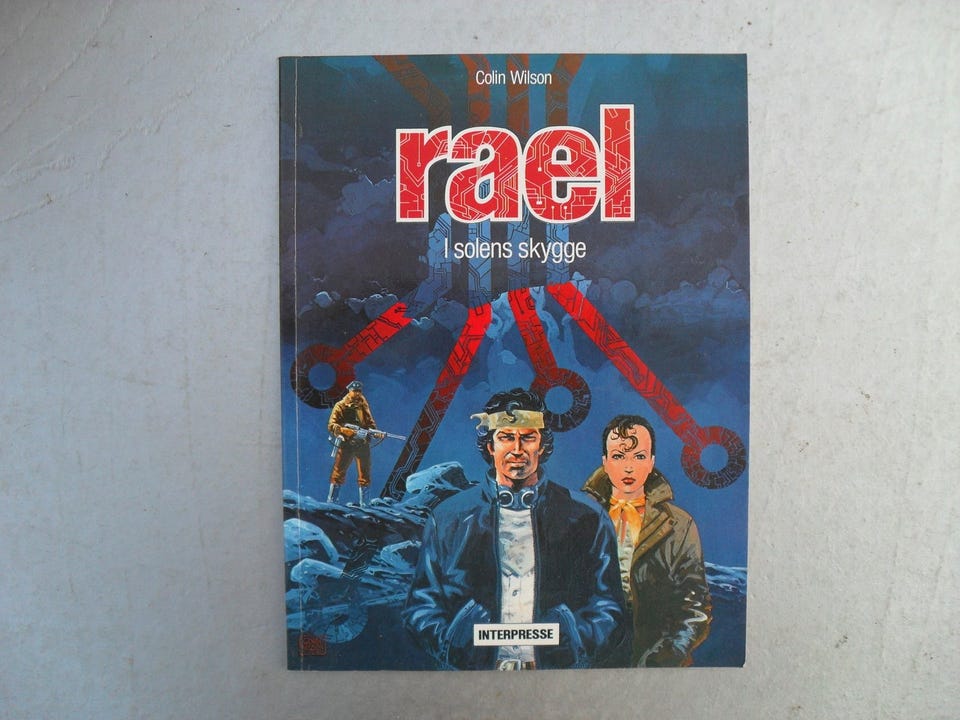 Colin Wilson
rael
I solens skygge
INTERPRESSE